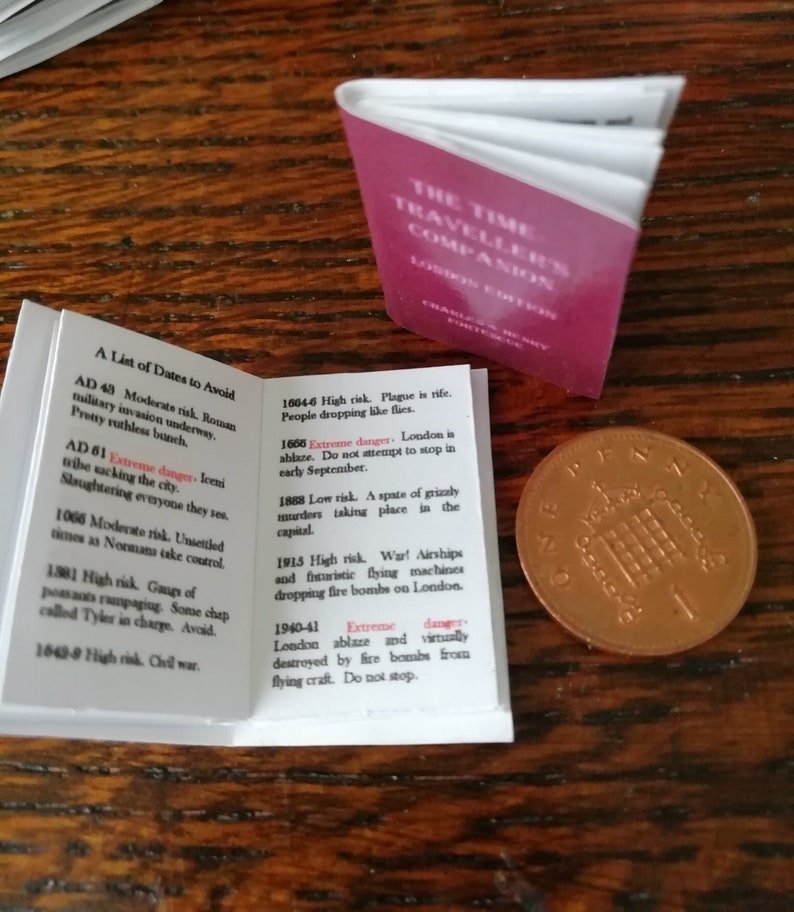 THE TIME-
TRAVELLER'S
COMPANION
LONDON EDITION
CHARLES & HENRY
FORTESCUE
A List of Dates to Avoid
AD 43 Moderate risk. Roman
military invasion underway.
Pretty ruthless bunch.
AD 61 Extreme danger. Iceni
tribe sacking the city.
Slaughtering everyone they see.
1066 Moderate risk. Unsettled
times as Normans take control.
1381 High risk. Gangs of
peasants rampaging. Some chap
called Tyler in charge. Avoid.
1642-9 High risk. Civil war.
1664-6 High risk. Plague is rife.
People dropping like flies.
1666 Extreme danger. London is
ablaze. Do not attempt to stop in
early September.
1888 Low risk. A spate of grizzly
murders taking place in the
capital.
1915 High risk. War! Airships
and futuristic flying machines
dropping fire bombs on London.
1940-41 Extreme danger.
London ablaze and virtually
destroyed by fire bombs from
flying craft. Do not stop.
ONE PENNY
1